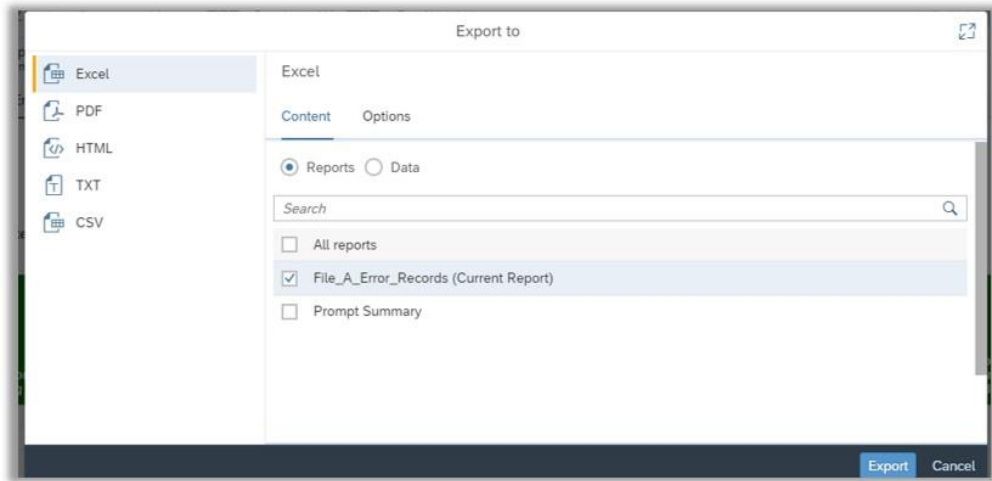 Export to
Excel
PDF
HTML
TXT
CSV
Excel
Content Options
Reports Data
Search
All reports
File_A_Error_Records (Current Report)
Prompt Summary
Export Cancel